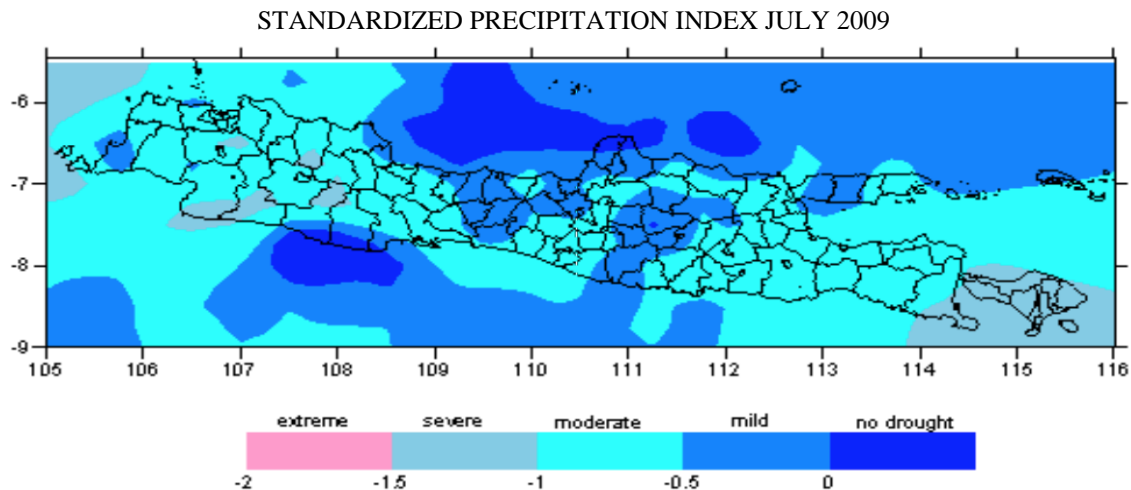 STANDARDIZED PRECIPITATION INDEX JULY 2009
-6
-7
-8
-9
105 106 107 108 109 110 111 112 113 114 115 116
extreme severe moderate mild no drought
-2 -1.5 -1 -0.5 0